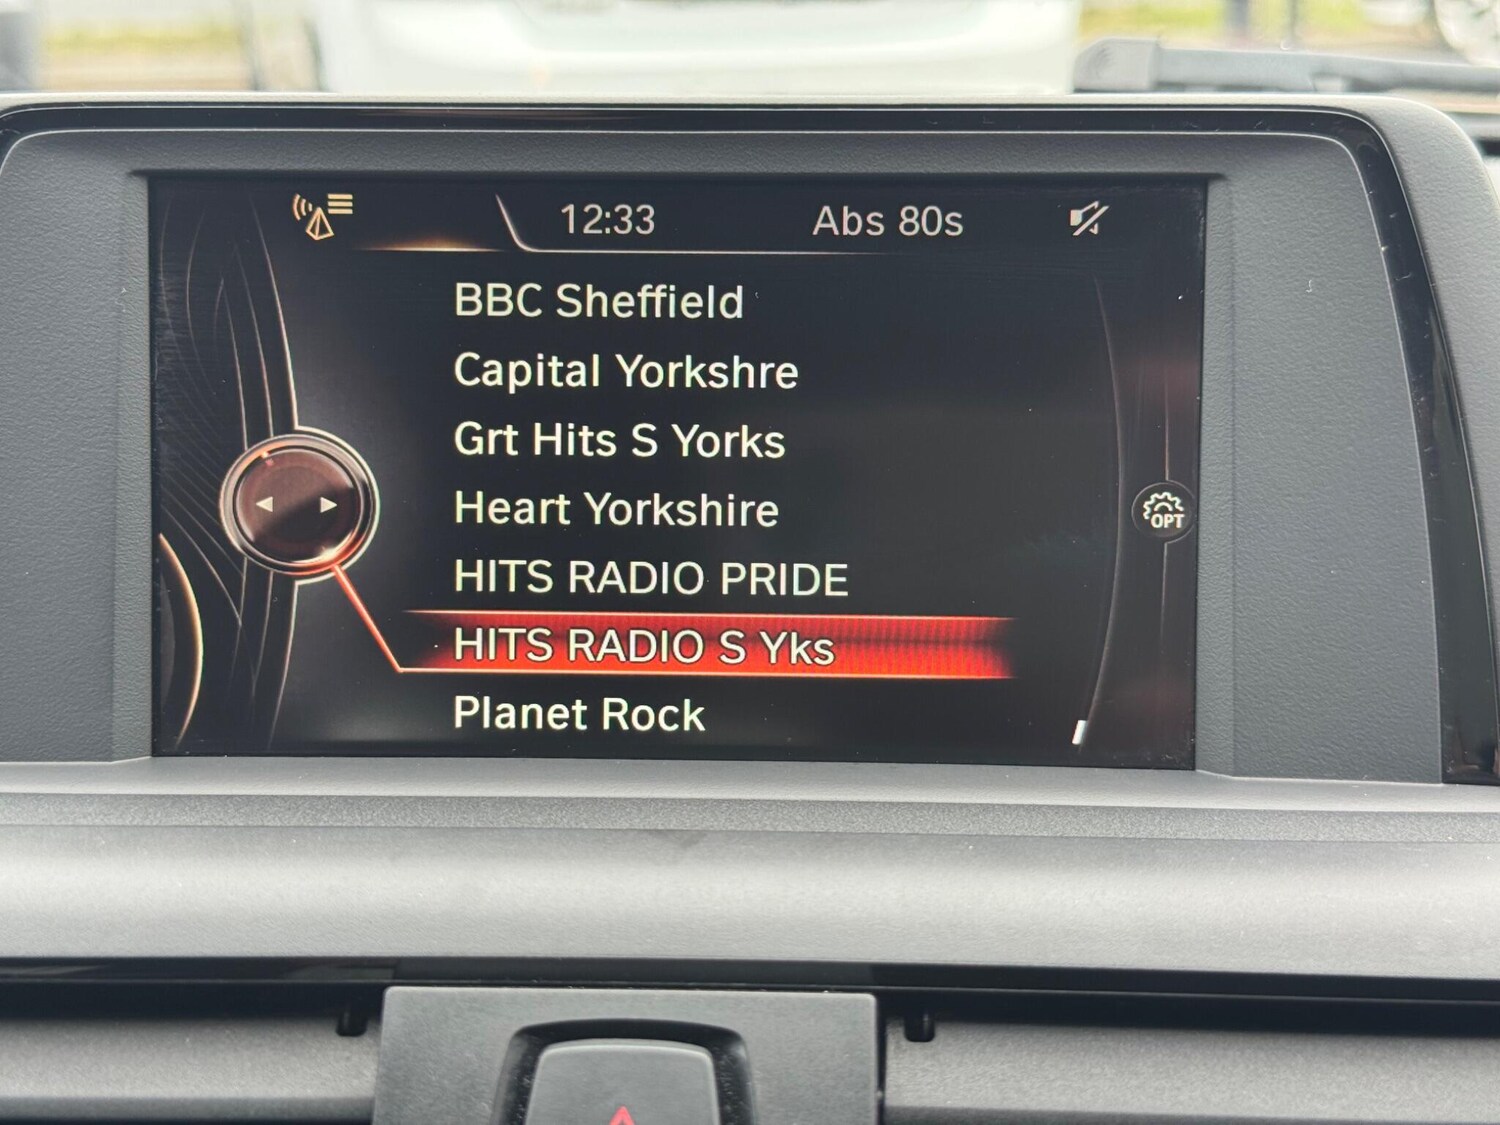 12:33 Abs 80s
BBC Sheffield
Capital Yorkshre
Grt Hits S Yorks
Heart Yorkshire
OPT
HITS RADIO PRIDE
HITS RADIO S Yks
Planet Rock